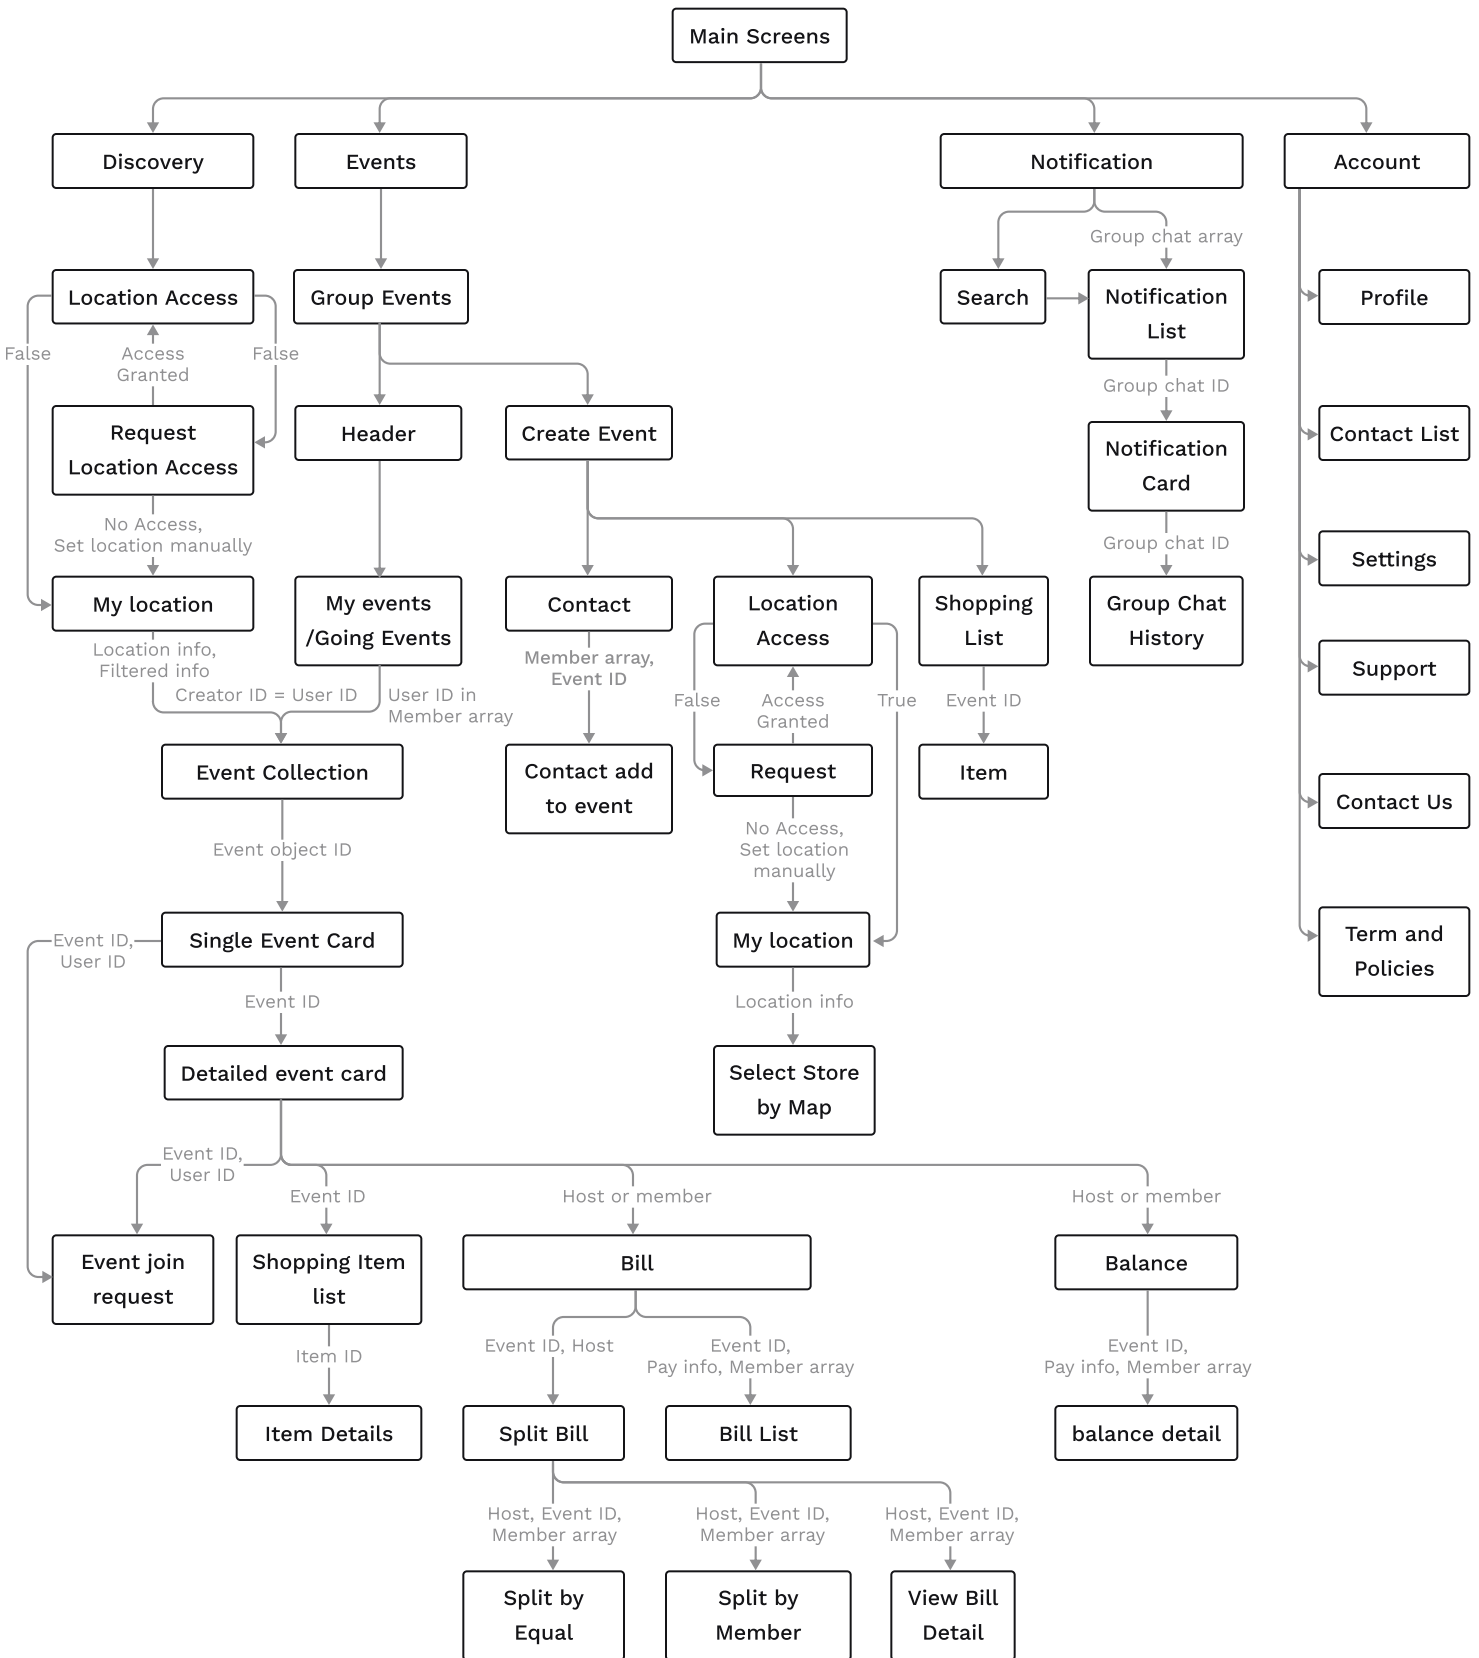 Main Screens
Discovery
Events
Notification
Account
Group chat array
Location Access
Group Events
Search
Notification
List
Profile
False
Access
Granted
False
Group chat ID
Request
Location Access
Header
Create Event
Notification
Card
Contact List
No Access,
Set location manually
Group chat ID
Settings
My location
My events
/Going Events
Contact
Location
Access
Shopping
List
Group Chat
History
Support
Location info,
Filtered info
Creator ID = User ID
User ID in
Member array
Member array,
Event ID
False
Access
Granted
True
Event ID
Event Collection
Contact add
to event
Request
Item
Contact Us
Event object ID
No Access,
Set location
manually
Event ID,
User ID
Single Event Card
My location
Term and
Policies
Event ID
Location info
Detailed event card
Select Store
by Map
Event ID,
User ID
Event ID
Host or member
Host or member
Event join
request
Shopping Item
list
Bill
Balance
Item ID
Event ID, Host
Event ID,
Pay info, Member array
Event ID,
Pay info, Member array
Item Details
Split Bill
Bill List
balance detail
Host, Event ID,
Member array
Host, Event ID,
Member array
Host, Event ID,
Member array
Split by
Equal
Split by
Member
View Bill
Detail